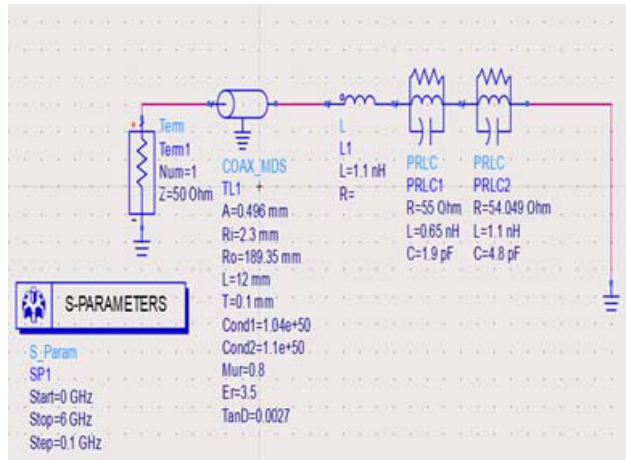 Term
Term1
Num=1
Z=50 Ohm
COAX_MDS
TL1
A=0.496 mm
Ri=2.3 mm
Ro=189.35 mm
L=12 mm
T=0.1 mm
Cond1=1.04e+50
Cond2=1.1e+50
Mur=0.8
Er=3.5
TanD=0.0027
L
L1
L=1.1 nH
R=
PRLC
PRLC1
R=55 Ohm
L=0.65 nH
C=1.9 pF
PRLC
PRLC2
R=54.049 Ohm
L=1.1 nH
C=4.8 pF
S-PARAMETERS
S_Param
SP1
Start=0 GHz
Stop=6 GHz
Step=0.1 GHz